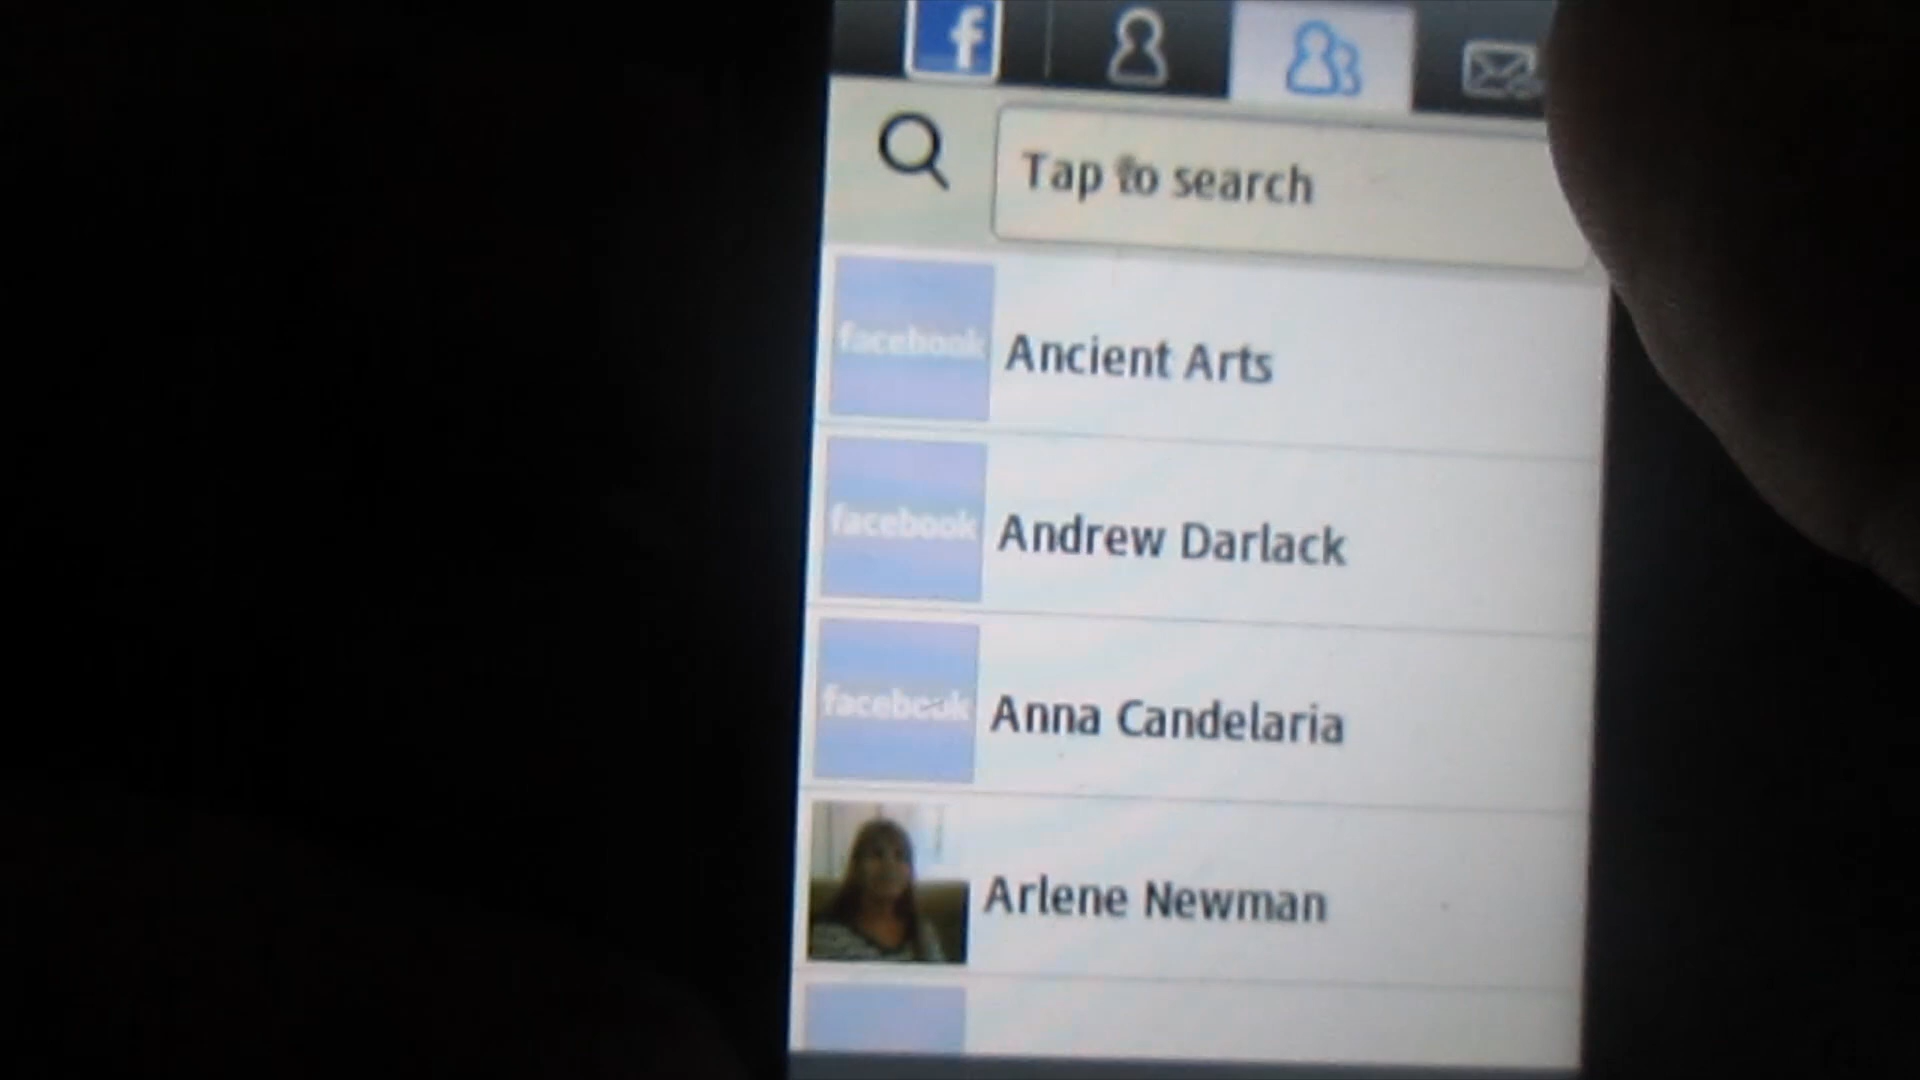 f
Tap to search
facebook
Ancient Arts
facebook
Andrew Darlack
facebook
Anna Candelaria
Arlene Newman